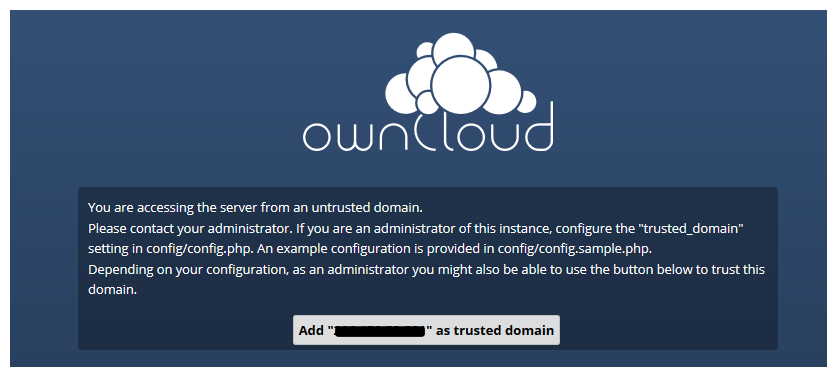 ownCloud
You are accessing the server from an untrusted domain.
Please contact your administrator. If you are an administrator of this instance, configure the "trusted_domain"
setting in config/config.php. An example configuration is provided in config/config.sample.php.
Depending on your configuration, as an administrator you might also be able to use the button below to trust this
domain.
Add "" as trusted domain